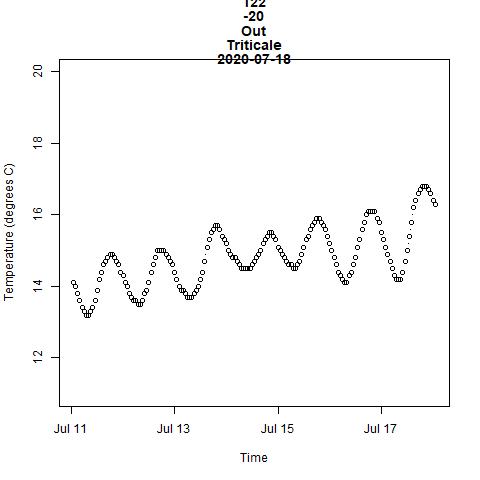 122
-20
Out
Triticale
2020-07-18
Temperature (degrees C)
20
18
16
14
12
Jul 11
Jul 13
Jul 15
Jul 17
Time